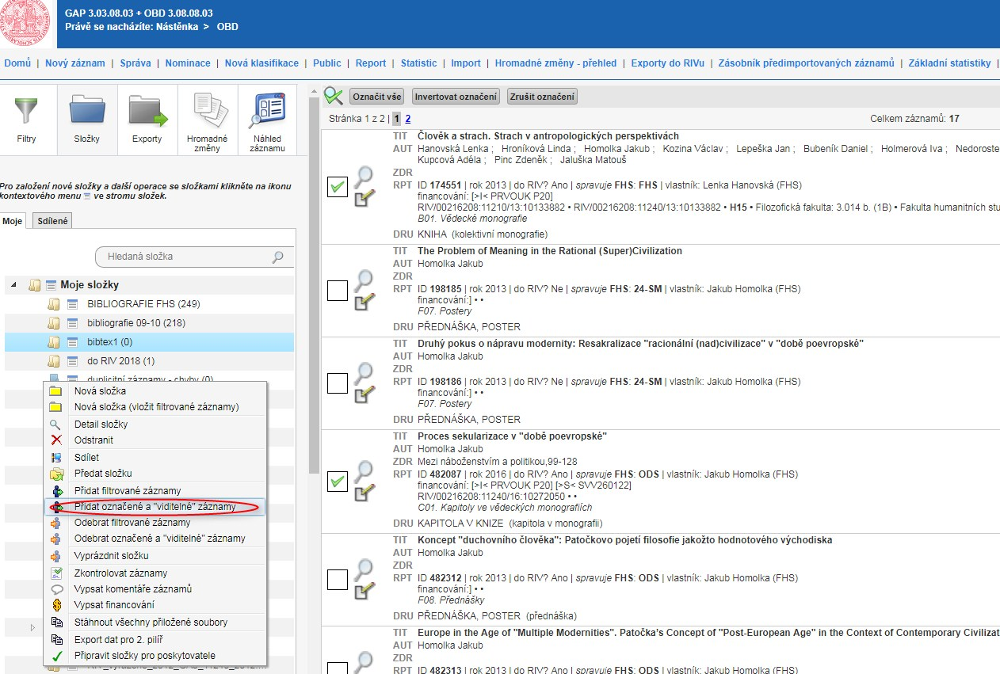 GAP 3.03.08.03 + OBD 3.08.08.03
Právě se nacházíte: Nástěnka > OBD
Domů | Nový záznam | Správa | Nominace | Nová klasifikace | Public | Report | Statistic | Import | Hromadné změny - přehled | Exporty do RIVu | Zásobník předimportovaných záznamů | Základní statistiky |
Filtry
Složky
Exporty
Hromadné
změny
Náhled
záznamu
Pro založení nové složky a další operace se složkami klikněte na ikonu
kontextového menu ve stromu složek.
Moje
Sdílené
Hledaná složka
Moje složky
BIBLIOGRAFIE FHS (249)
bibliografie 09-10 (218)
bibtex1 (0)
do RIV 2018 (1)
duplicitní záznamy - chyby (0)
Nová složka
Nová složka (vložit filtrované záznamy)
Detail složky
Odstranit
Sdílet
Předat složku
Přidat filtrované záznamy
Přidat označené a "viditelné" záznamy
Odebrat filtrované záznamy
Odebrat označené a "viditelné" záznamy
Vyprázdnit složku
Zkontrolovat záznamy
Vypsat komentáře záznamů
Vypsat financování
Stáhnout všechny přiložené soubory
Export dat pro 2. pilíř
Připravit složky pro poskytovatele
Označit vše
Invertovat označení
Zrušit označení
Stránka 1 z 2 | 1 2
Celkem záznamů: 17
TIT Člověk a strach. Strach v antropologických perspektivách
AUT Hanovská Lenka ; Hroníková Linda ; Homolka Jakub ; Kozina Václav ; Lepeška Jan ; Bubeník Daniel ; Holmerová Iva ; Nedoroste
Kupcová Adéla ; Pinc Zdeněk ; Jaluška Matouš
ZDR
RPT ID 174551 | rok 2013 | do RIV? Ano | spravuje FHS: FHS | vlastník: Lenka Hanovská (FHS)
financování: [>I< PRVOUK P20]
RIV/00216208:11210/13:10133882 • RIV/00216208:11240/13:10133882 • H15 • Filozofická fakulta: 3.014 b. (1B) • Fakulta humanitních stu
B01. Vědecké monografie
DRU KNIHA (kolektivní monografie)
TIT The Problem of Meaning in the Rational (Super)Civilization
AUT Homolka Jakub
ZDR
RPT ID 198185 | rok 2013 | do RIV? Ne | spravuje FHS: 24-SM | vlastník: Jakub Homolka (FHS)
financování:] • •
F07. Postery
DRU PŘEDNÁŠKA, POSTER
TIT Druhý pokus o nápravu modernity: Resakralizace "racionální (nad)civilizace" v "době poevropské"
AUT Homolka Jakub
ZDR
RPT ID 198186 | rok 2013 | do RIV? Ne | spravuje FHS: 24-SM | vlastník: Jakub Homolka (FHS)
financování:] • •
F07. Postery
DRU PŘEDNÁŠKA, POSTER
TIT Proces sekularizace v "době poevropské"
AUT Homolka Jakub
ZDR Mezi náboženstvím a politikou,99-128
RPT ID 482087 | rok 2016 | do RIV? Ano | spravuje FHS: ODS | vlastník: Jakub Homolka (FHS)
financování: [>I< PRVOUK P20] [>S< SVV260122]
RIV/00216208:11240/16:10272050 • •
C01. Kapitoly ve vědeckých monografiích
DRU KAPITOLA V KNIZE (kapitola v monografii)
TIT Koncept "duchovního člověka": Patočkovo pojetí filosofie jakožto hodnotového východiska
AUT Homolka Jakub
ZDR
RPT ID 482312 | rok 2013 | do RIV? Ano | spravuje FHS: ODS | vlastník: Jakub Homolka (FHS)
financování:] • •
F08. Přednášky
DRU PŘEDNÁŠKA, POSTER (přednáška)
TIT Europe in the Age of "Multiple Modernities". Patočka's Concept of "Post-European Age" in the Context of Contemporary Civilizat
AUT Homolka Jakub
ZDR
RPT ID 482313 | rok 2013 | do RIV? Ano | spravuje FHS: ODS | vlastník: Jakub Homolka (FHS)